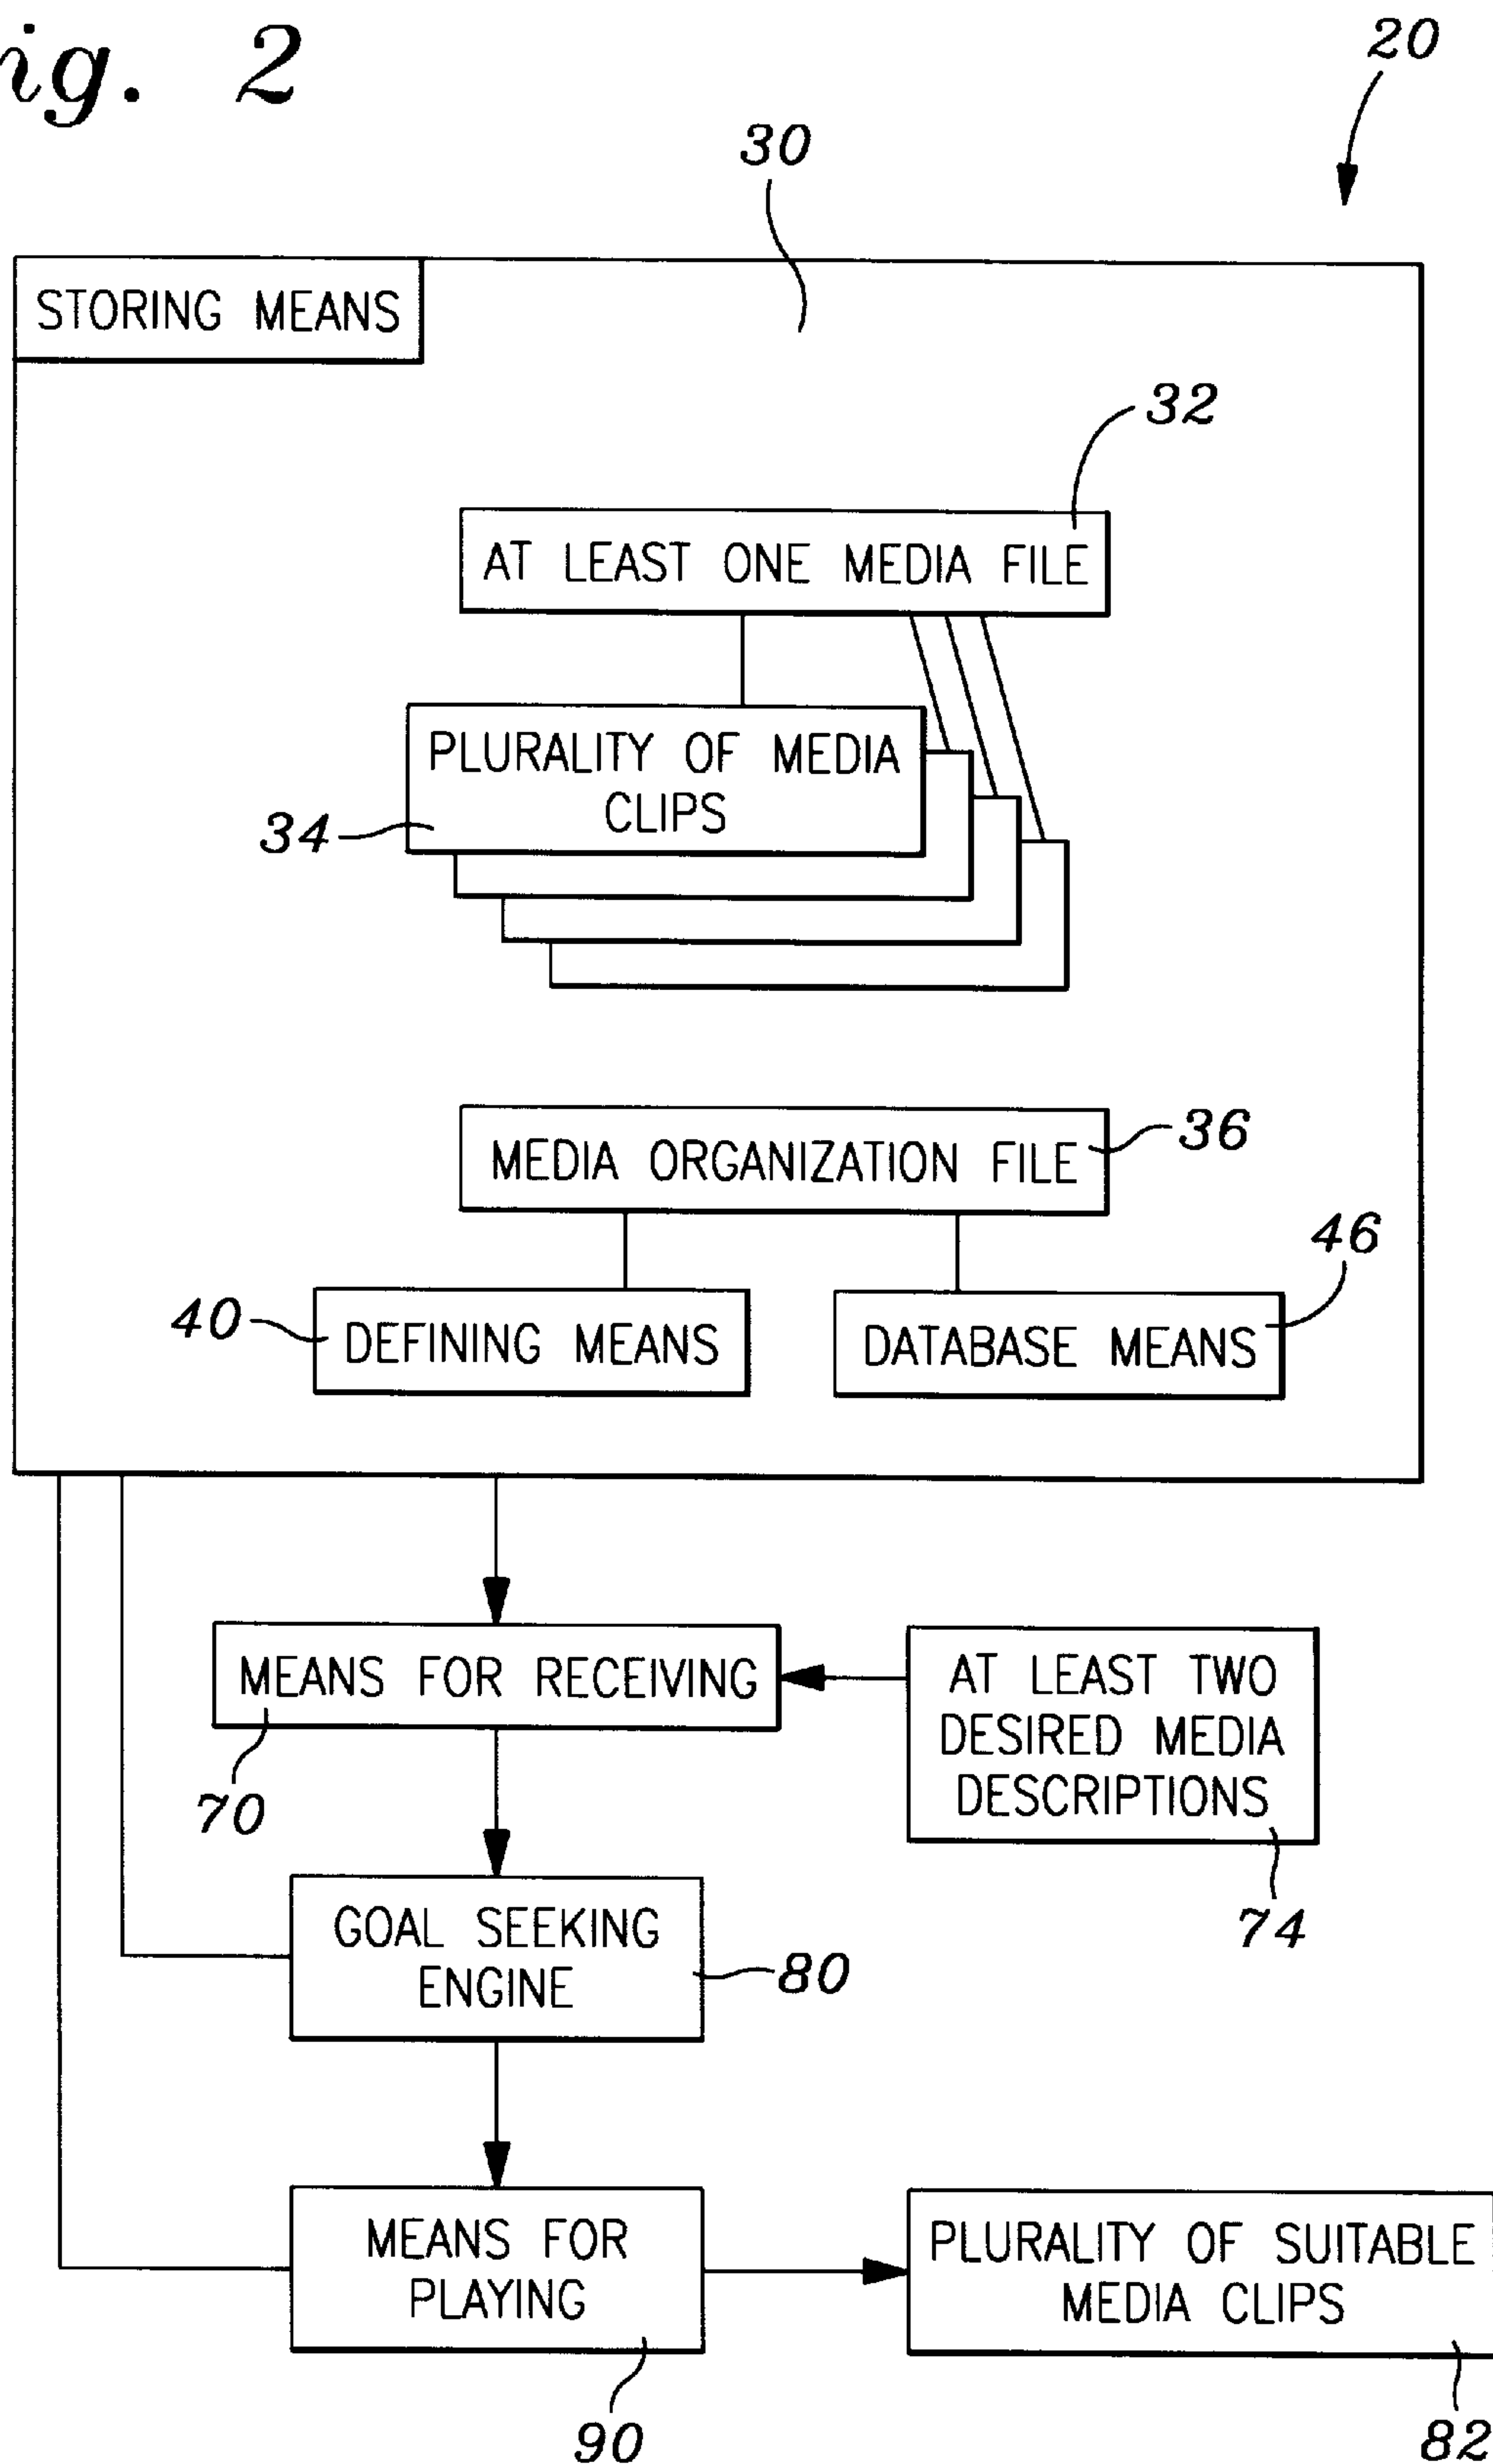 ig. 2
20
30
STORING MEANS
32
AT LEAST ONE MEDIA FILE
PLURALITY OF MEDIA
CLIPS
34
MEDIA ORGANIZATION FILE
36
46
40
DEFINING MEANS
DATABASE MEANS
MEANS FOR RECEIVING
70
AT LEAST TWO
DESIRED MEDIA
DESCRIPTIONS
74
GOAL SEEKING
ENGINE
80
MEANS FOR
PLAYING
90
PLURALITY OF SUITABLE
MEDIA CLIPS
82